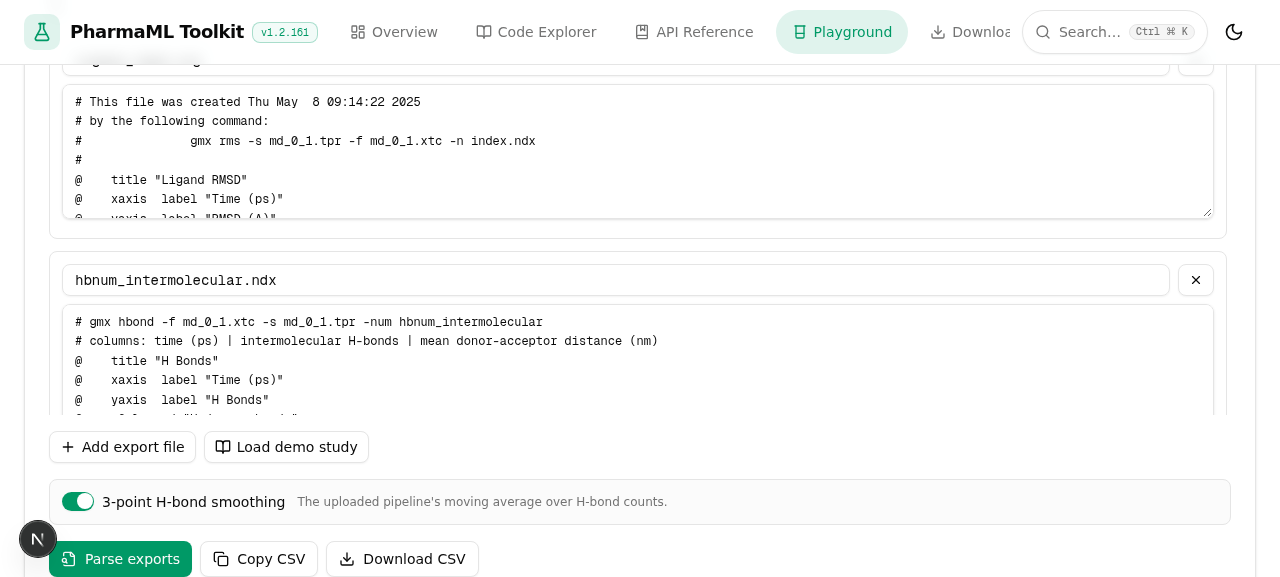 PharmaML Toolkit
v1.2.161
Overview
Code Explorer
API Reference
Playground
Downloa
Search...
Ctrl ⌘ K
# This file was created Thu May  8 09:14:22 2025
# by the following command:
#               gmx rms -s md_0_1.tpr -f md_0_1.xtc -n index.ndx
#
@    title "Ligand RMSD"
@    xaxis  label "Time (ps)"
@    yaxis  label "RMSD (A)"
hbnum_intermolecular.ndx
# gmx hbond -f md_0_1.xtc -s md_0_1.tpr -num hbnum_intermolecular
# columns: time (ps) | intermolecular H-bonds | mean donor-acceptor distance (nm)
@    title "H Bonds"
@    xaxis  label "Time (ps)"
@    yaxis  label "H Bonds"
Add export file
Load demo study
3-point H-bond smoothing
The uploaded pipeline's moving average over H-bond counts.
N
Parse exports
Copy CSV
Download CSV